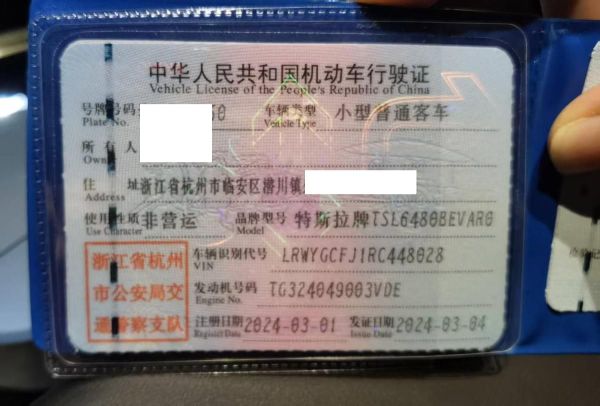 中华人民共和国机动车行驶证
Vehicle License of the People's Republic of China
号牌号码 60 车辆类型 小型普通客车
Plate No. Vehicle Type
所有人
Owner
住址 浙江省杭州市临安区潜川镇
Address
使用性质 非营运 品牌型号 特斯拉牌TSL6480BEVAR0
Use Character Model
浙江省杭州
市公安局交
通警察支队
车辆识别代号 LRWYGCFJ1RC448028
VIN
发动机号码 TG324049003VDE
Engine No.
注册日期 2024-03-01 发证日期 2024-03-04
Register Date Issue Date